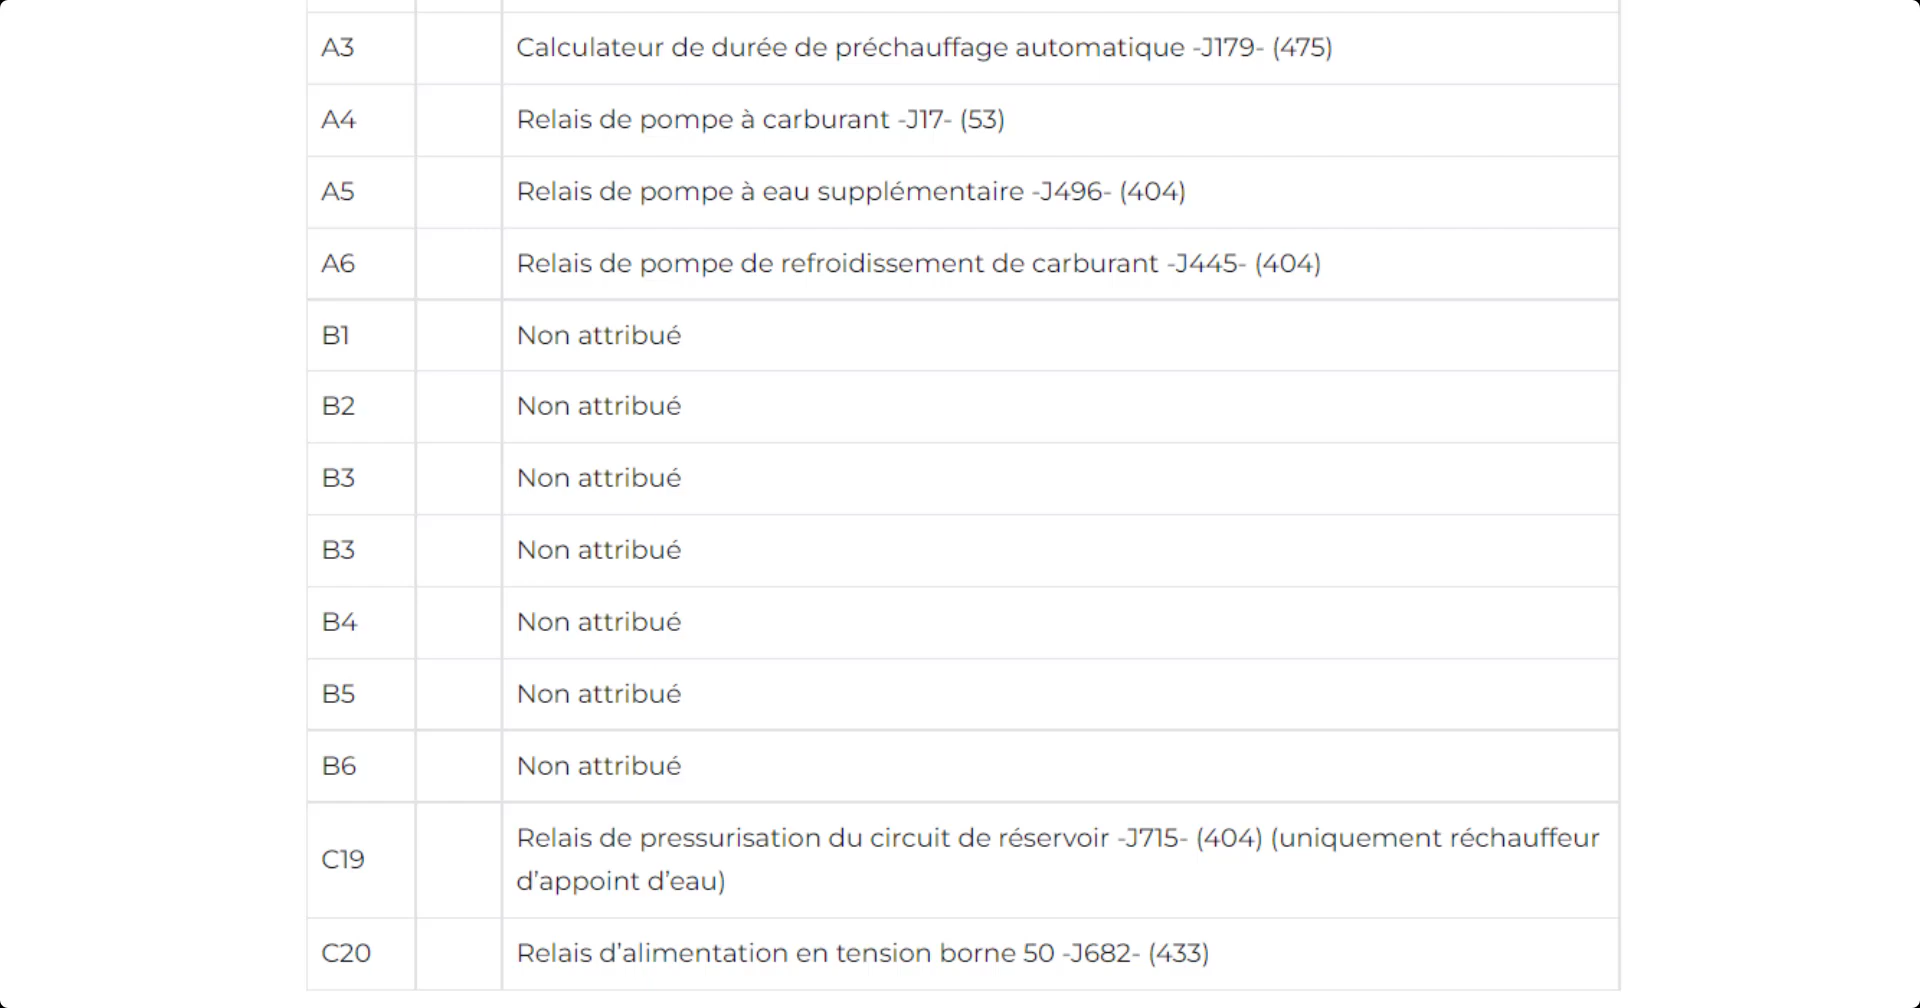 A3 Calculateur de durée de préchauffage automatique -J179- (475)
A4 Relais de pompe à carburant -J17- (53)
A5 Relais de pompe à eau supplémentaire -J496- (404)
A6 Relais de pompe de refroidissement de carburant -J445- (404)
B1 Non attribué
B2 Non attribué
B3 Non attribué
B3 Non attribué
B4 Non attribué
B5 Non attribué
B6 Non attribué
C19 Relais de pressurisation du circuit de réservoir -J715- (404) (uniquement réchauffeur
d’appoint d’eau)
C20 Relais d’alimentation en tension borne 50 -J682- (433)